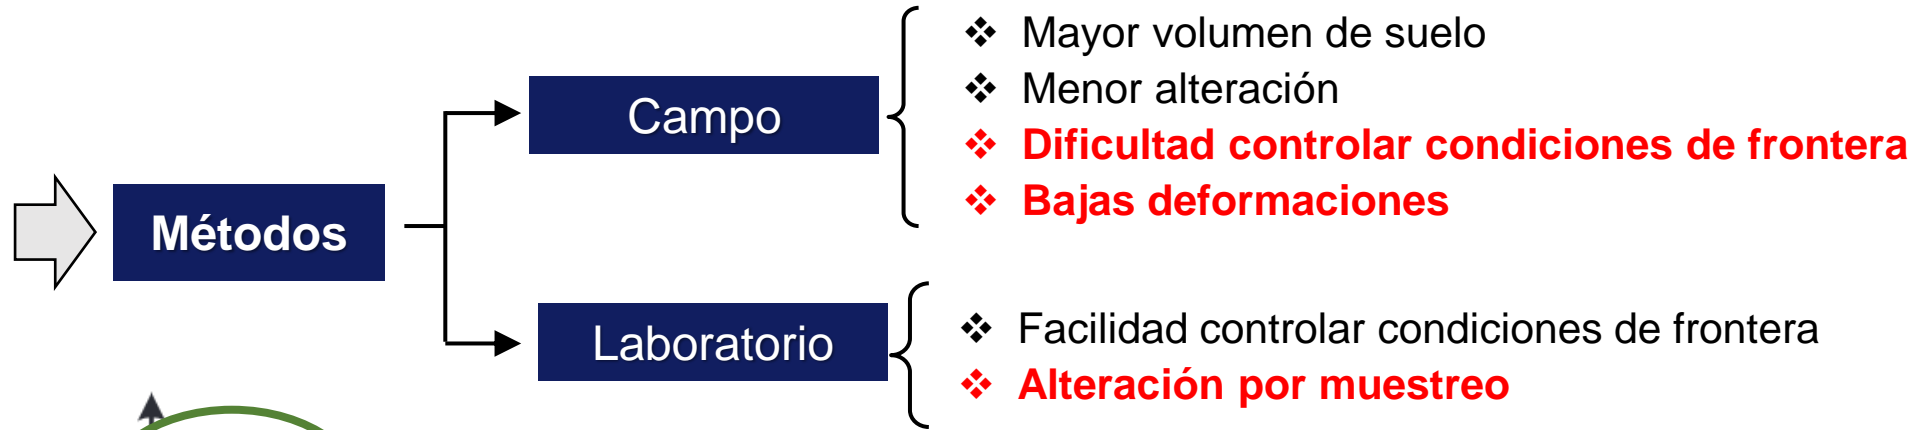 Métodos
Campo
❖ Mayor volumen de suelo
❖ Menor alteración
❖ Dificultad controlar condiciones de frontera
❖ Bajas deformaciones
Laboratorio
❖ Facilidad controlar condiciones de frontera
❖ Alteración por muestreo